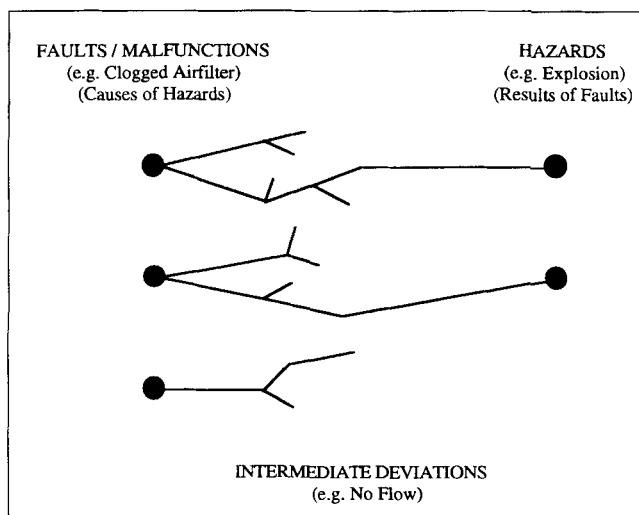 FAULTS / MALFUNCTIONS
(e.g. Clogged Airfilter)
(Causes of Hazards)
HAZARDS
(e.g. Explosion)
(Results of Faults)
INTERMEDIATE DEVIATIONS
(e.g. No Flow)